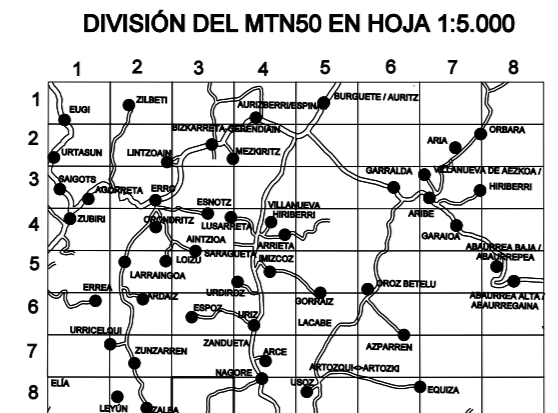 DIVISIÓN DEL MTN50 EN HOJA 1:5.000
1 2 3 4 5 6 7 8
1
ZILBETI
EUGI
AURIZBERRI/ESPINAL
BURGUETE / AURITZ
2
BIZKARRETA-GERENDIAIN
ORBARA
ARIA
URTASUN
LINTZOAIN
MEZKIRITZ
3
GARRALDA
VILLANUEVA DE AEZKOA /
HIRIBERRI
SAIGOTS
AGORRETA
ERRO
ESNOTZ
VILLANUEVA
HIRIBERRI
ARIBE
4
ZUBIRI
ORONDRITZ
LUSARRETA
GARAIOA
AINTZIOA
ARRIETA
ABAURREA BAJA /
ABAURREPEA
5
SARAGUETA
LOIZU
IMIZCOZ
LARRAINGOA
ERREA
ARDAIZ
URDIROZ
GORRAIZ
OROZ BETELU
ABAURREA ALTA /
ABAURREGAINA
6
ESPOZ
URIZ
LACABE
URRICELQUI
ZANDUETA
AZPARREN
7
ZUNZARREN
ARCE
NAGORE
ARTOZQUI<>ARTOZKI
8
ELÍA
USOZ
EQUIZA
LEYÚN
ZALBA